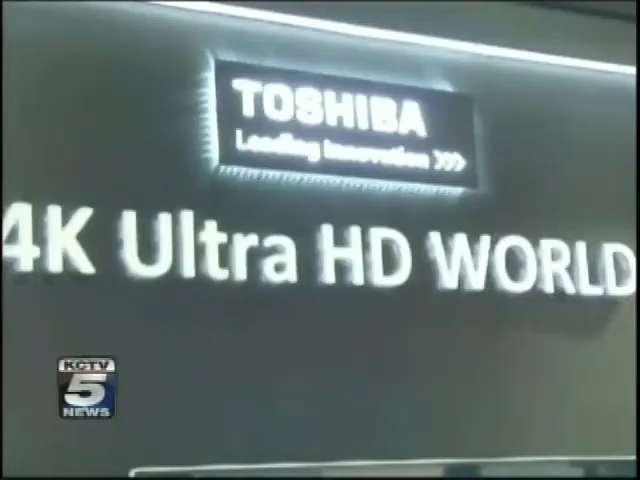 TOSHIBA
Leading Innovation >>>
4K Ultra HD WORLD
KCTV
5
NEWS